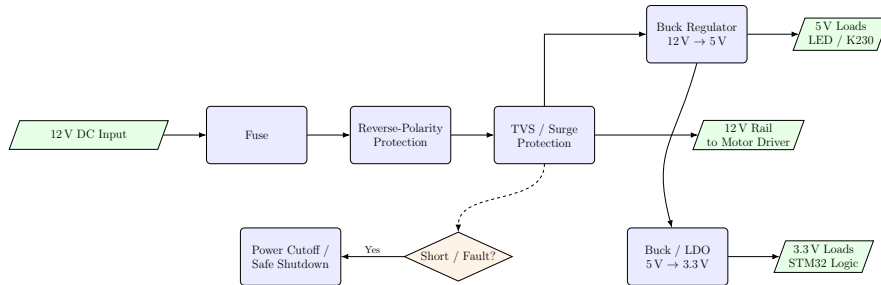 Buck Regulator
12 V → 5 V
5 V Loads
LED / K230
12 V DC Input
Fuse
Reverse-Polarity
Protection
TVS / Surge
Protection
12 V Rail
to Motor Driver
Power Cutoff /
Safe Shutdown
Yes
Short / Fault?
Buck / LDO
5 V → 3.3 V
3.3 V Loads
STM32 Logic